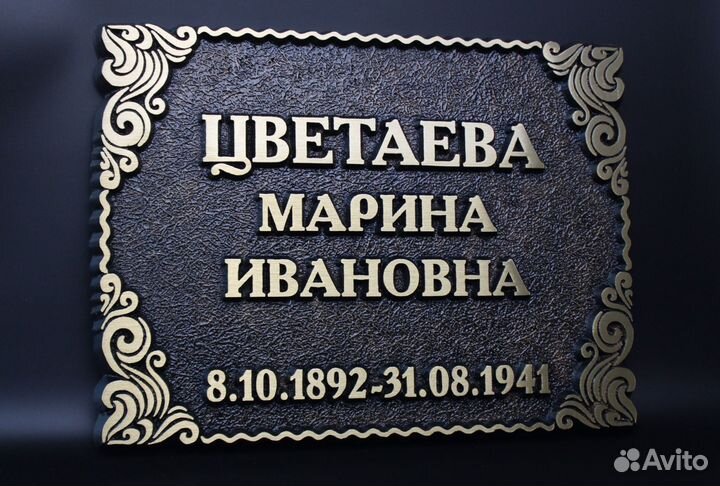 ЦВЕТАЕВА
МАРИНА
ИВАНОВНА
8.10.1892-31.08.1941
Avito